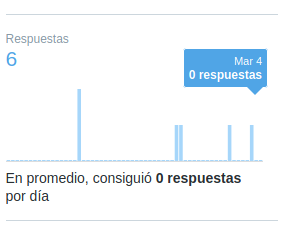 Respuestas
6
Mar 4
0 respuestas
En promedio, consiguió 0 respuestas
por día